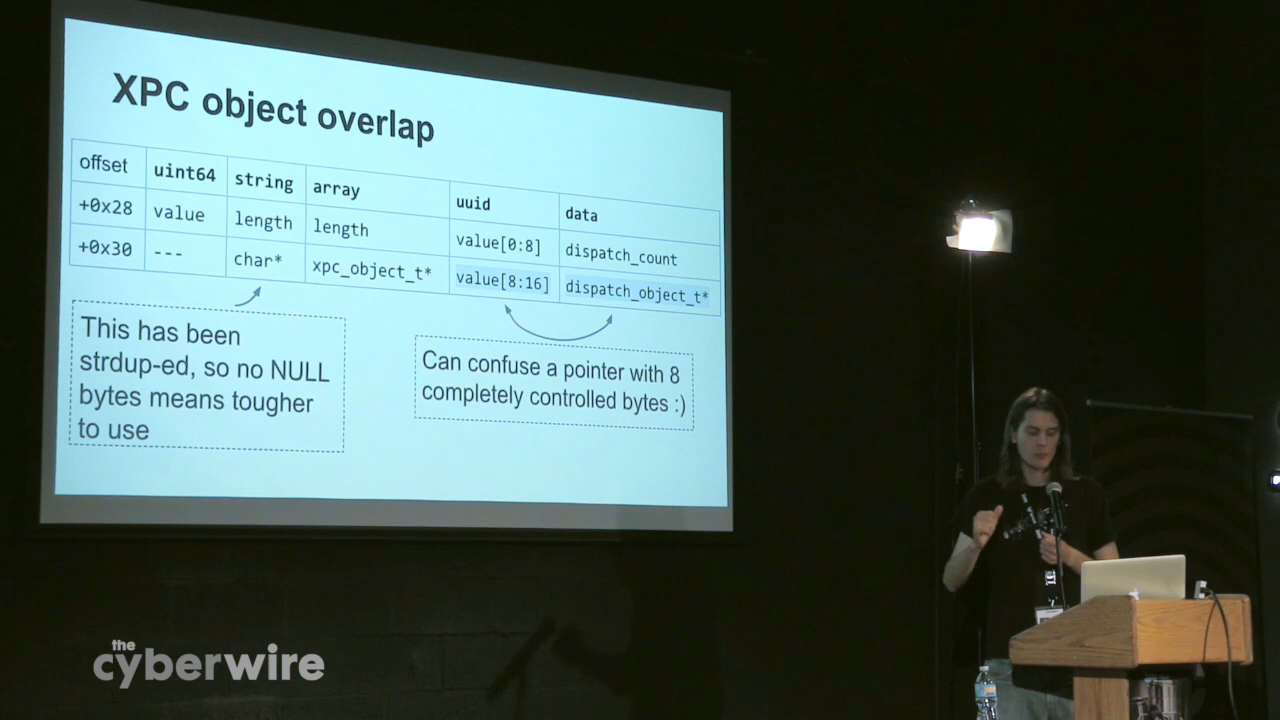 XPC object overlap
offset uint64 string array uuid data
+0x28 value length length value[0:8] dispatch_count
+0x30 --- char* xpc_object_t* value[8:16] dispatch_object_t*
This has been
strdup-ed, so no NULL
bytes means tougher
to use
Can confuse a pointer with 8
completely controlled bytes :)
the
cyberwire